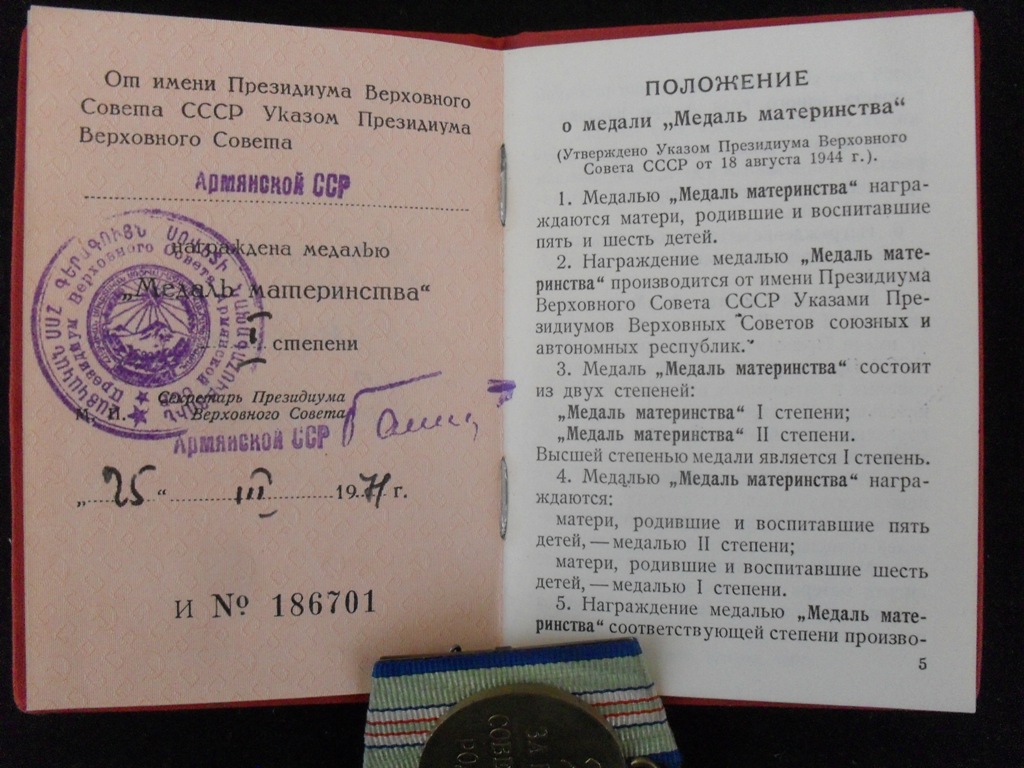 От имени Президиума Верховного
Совета СССР Указом Президиума
Верховного Совета
Армянской ССР
награждена медалью
„Медаль материнства“
степени
Секретарь Президиума
М. П. Верховного Совета
Армянской ССР
„25“ III 1971 г.
И № 186701
ПОЛОЖЕНИЕ
о медали „Медаль материнства“
(Утверждено Указом Президиума Верховного
Совета СССР от 18 августа 1944 г.).
1. Медалью „Медаль материнства“ награ-
ждаются матери, родившие и воспитавшие
пять и шесть детей.
2. Награждение медалью „Медаль мате-
ринства“ производится от имени Президиума
Верховного Совета СССР Указами Пре-
зидиумов Верховных Советов союзных и
автономных республик.
3. Медаль „Медаль материнства“ состоит
из двух степеней:
„Медаль материнства“ I степени;
„Медаль материнства“ II степени.
Высшей степенью медали является I степень.
4. Медалью „Медаль материнства“ награ-
ждаются:
матери, родившие и воспитавшие пять
детей,—медалью II степени;
матери, родившие и воспитавшие шесть
детей,—медалью I степени.
5. Награждение медалью „Медаль мате-
ринства“ соответствующей степени произво-
5